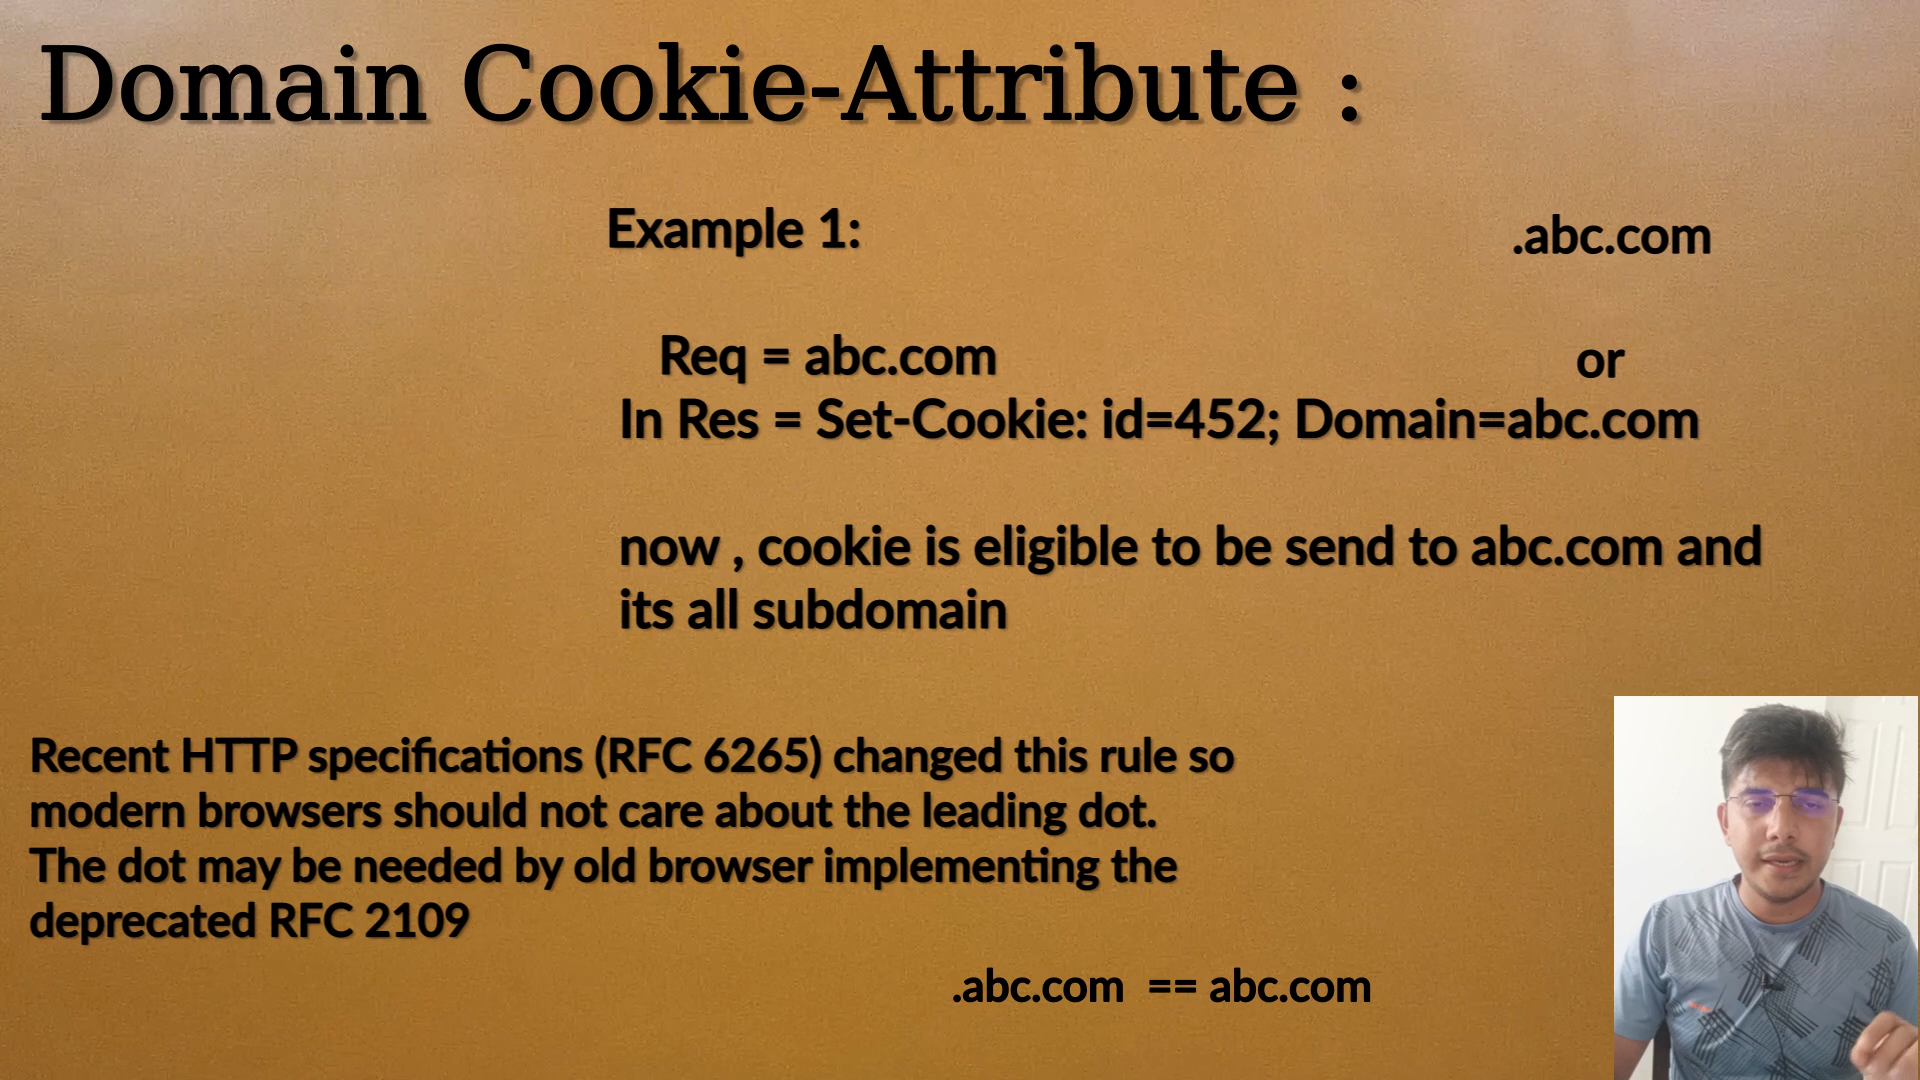 Domain Cookie-Attribute :
Example 1:
.abc.com
Req = abc.com
or
In Res = Set-Cookie: id=452; Domain=abc.com
now , cookie is eligible to be send to abc.com and
its all subdomain
Recent HTTP specifications (RFC 6265) changed this rule so
modern browsers should not care about the leading dot.
The dot may be needed by old browser implementing the
deprecated RFC 2109
.abc.com == abc.com